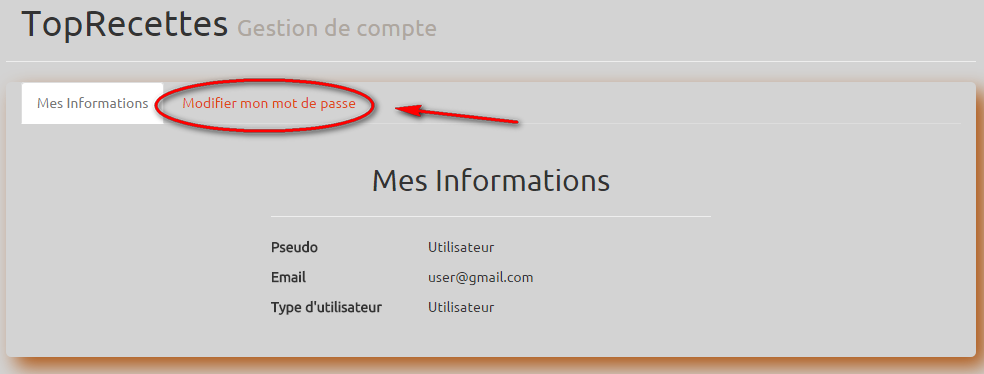 TopRecettes Gestion de compte
Mes Informations Modifier mon mot de passe
Mes Informations
Pseudo Utilisateur
Email user@gmail.com
Type d'utilisateur Utilisateur